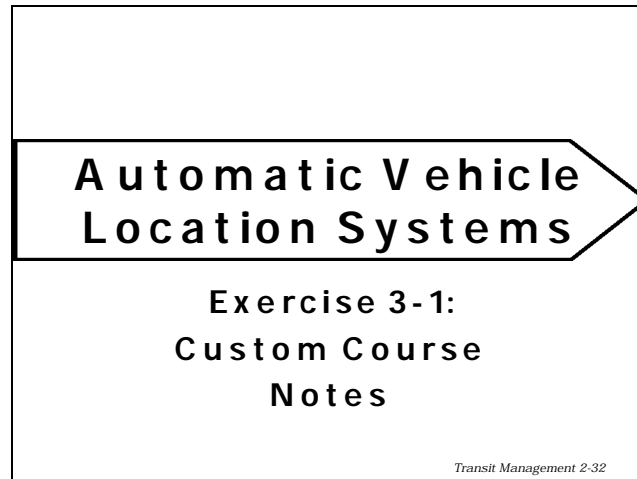 Automatic Vehicle
Location Systems
Exercise 3-1:
Custom Course
Notes
Transit Management 2-32